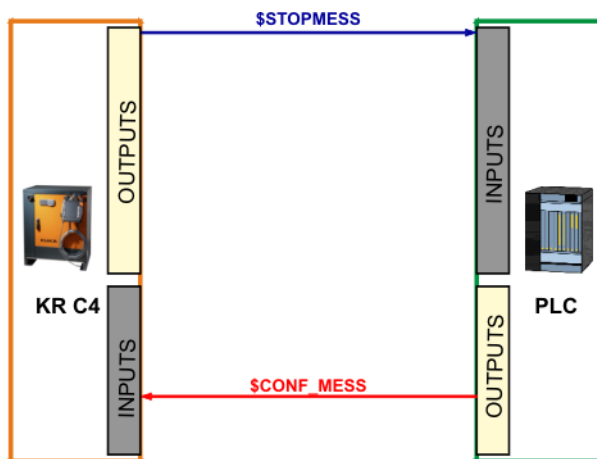 $STOPMESS
OUTPUTS
INPUTS
KR C4
PLC
INPUTS
OUTPUTS
$CONF_MESS